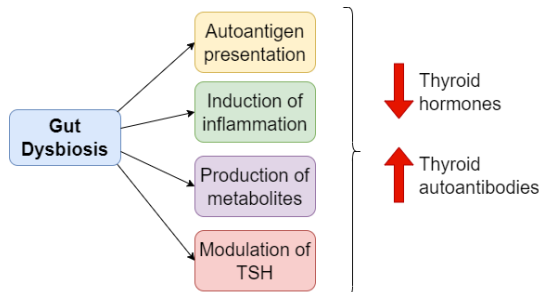 Gut
Dysbiosis
Autoantigen
presentation
Induction of
inflammation
Production of
metabolites
Modulation of
TSH
Thyroid
hormones
Thyroid
autoantibodies